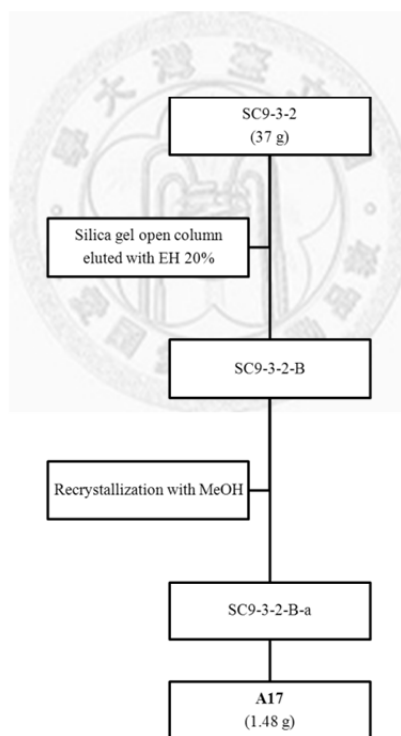 SC9-3-2
(37 g)
Silica gel open column
eluted with EH 20%
SC9-3-2-B
Recrystallization with MeOH
SC9-3-2-B-a
A17
(1.48 g)